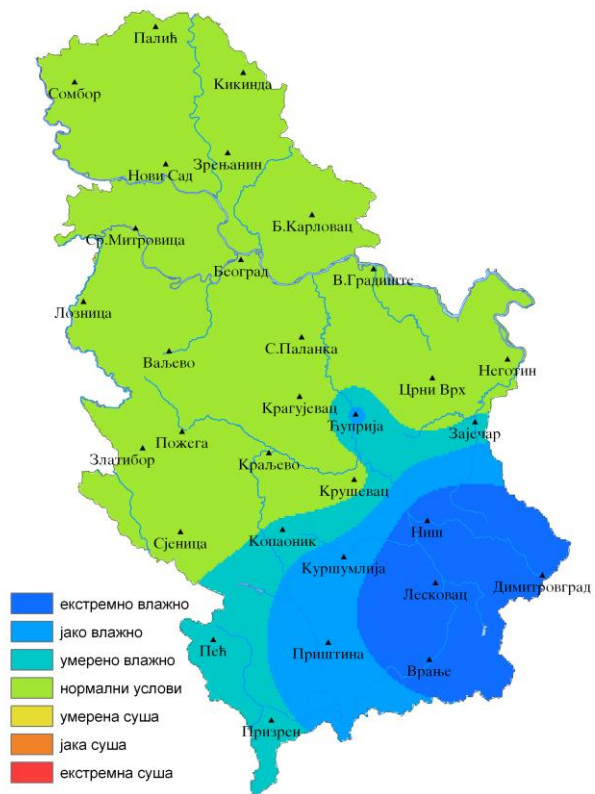 Палић
Кикинда
Сомбор
Зрењанин
Нови Сад
Б.Карловац
Ср.Митровица
Београд
В.Градиште
Лозница
С.Паланка
Ваљево
Неготин
Црни Врх
Крагујевац
Ћуприја
Зајечар
Пожега
Златибор
Краљево
Крушевац
Ниш
Сјеница
Копаоник
Куршумлија
Димитровград
Лесковац
Пећ
Приштина
Врање
Призрен
екстремно влажно
јако влажно
умерено влажно
нормални услови
умерена суша
јака суша
екстремна суша